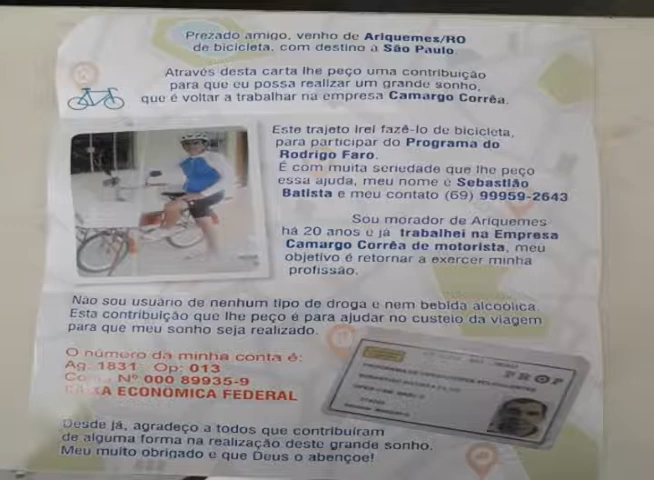 Prezado amigo, venho de Ariquemes/RO
de bicicleta, com destino à São Paulo.
Através desta carta lhe peço uma contribuição
para que eu possa realizar um grande sonho,
que é voltar a trabalhar na empresa Camargo Corrêa.
Este trajeto irei fazê-lo de bicicleta,
para participar do Programa do
Rodrigo Faro.
É com muita seriedade que lhe peço
essa ajuda, meu nome é Sebastião
Batista e meu contato (69) 99959-2643
Sou morador de Ariquemes
há 20 anos e já trabalhei na Empresa
Camargo Corrêa de motorista, meu
objetivo é retornar a exercer minha
profissão.
Não sou usuário de nenhum tipo de droga e nem bebida alcoólica.
Esta contribuição que lhe peço é para ajudar no custeio da viagem
para que meu sonho seja realizado.
O número da minha conta é:
Ag. 1831 Op: 013
Conta Nº 000 89935-9
CAIXA ECONÔMICA FEDERAL
PROP
Desde já, agradeço a todos que contribuíram
de alguma forma na realização deste grande sonho.
Meu muito obrigado e que Deus o abençoe!